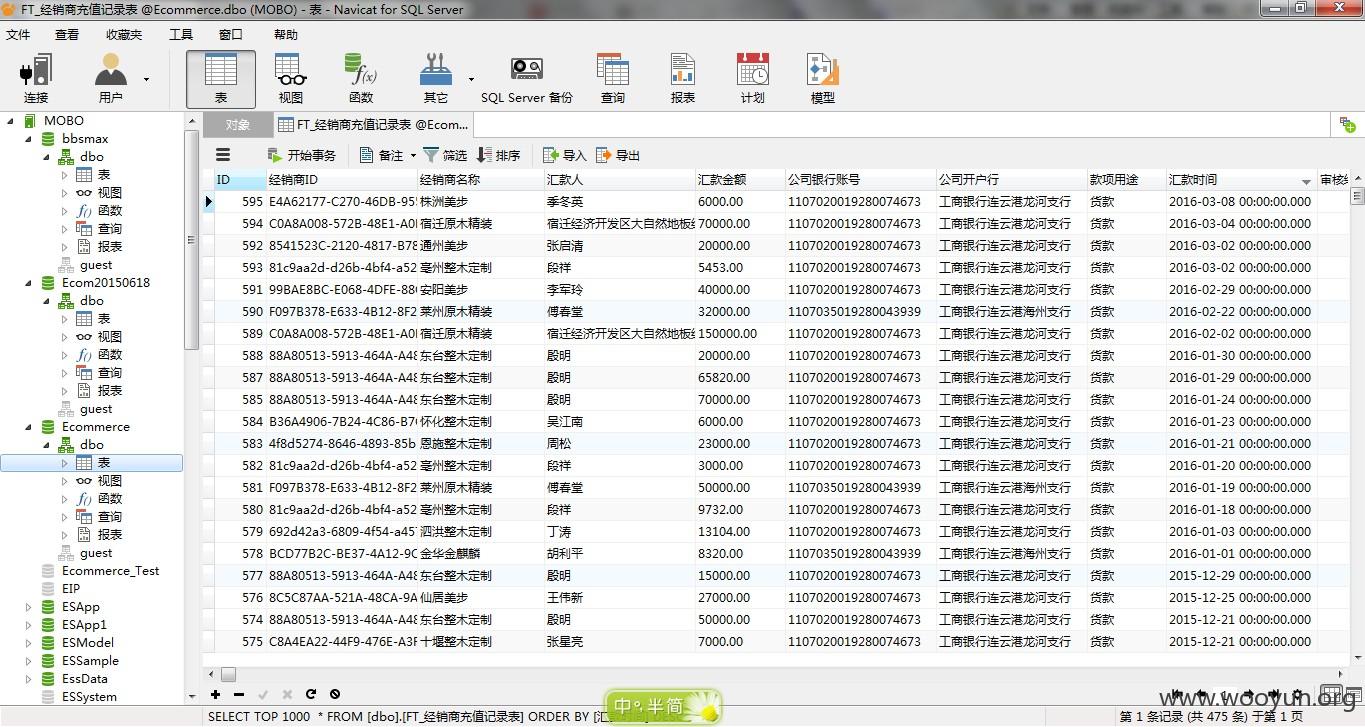 FT_经销商充值记录表 @Ecommerce.dbo (MOBO) - 表 - Navicat for SQL Server
文件 查看 收藏夹 工具 窗口 帮助
连接 用户 表 视图 函数 其它 SQL Server 备份 查询 报表 计划 模型
MOBO
bbsmax
dbo
表
视图
函数
查询
报表
guest
Ecom20150618
dbo
表
视图
函数
查询
报表
guest
Ecommerce
dbo
表
视图
函数
查询
报表
guest
Ecommerce_Test
EIP
ESApp
ESApp1
ESModel
ESSample
EssData
ESSystem
对象 FT_经销商充值记录表 @Ecom...
开始事务 备注 筛选 排序 导入 导出
ID 经销商ID 经销商名称 汇款人 汇款金额 公司银行账号 公司开户行 款项用途 汇款时间
595 E4A62177-C270-46DB-95 株洲美步 季冬英 6000.00 1107020019280074673 工商银行连云港龙河支行 货款 2016-03-08 00:00:00.000
594 C0A8A008-572B-48E1-A0 宿迁原木精装 宿迁经济开发区大自然地板 70000.00 1107020019280074673 工商银行连云港龙河支行 货款 2016-03-04 00:00:00.000
592 8541523C-2120-4817-B78 通州美步 张启清 20000.00 1107020019280074673 工商银行连云港龙河支行 货款 2016-03-02 00:00:00.000
593 81c9aa2d-d26b-4bf4-a52 亳州整木定制 段祥 5453.00 1107020019280074673 工商银行连云港龙河支行 货款 2016-03-02 00:00:00.000
591 99BAE8BC-E068-4DFE-88 安阳美步 李军玲 40000.00 1107020019280074673 工商银行连云港龙河支行 货款 2016-02-29 00:00:00.000
590 F097B378-E633-4B12-8F2 莱州原木精装 傅春堂 32000.00 1107035019280043939 工商银行连云港海州支行 货款 2016-02-22 00:00:00.000
589 C0A8A008-572B-48E1-A0 宿迁原木精装 宿迁经济开发区大自然地板 150000.00 1107020019280074673 工商银行连云港龙河支行 货款 2016-02-02 00:00:00.000
588 88A80513-5913-464A-A48 东台整木定制 殷明 20000.00 1107020019280074673 工商银行连云港龙河支行 货款 2016-01-30 00:00:00.000
587 88A80513-5913-464A-A48 东台整木定制 殷明 65820.00 1107020019280074673 工商银行连云港龙河支行 货款 2016-01-29 00:00:00.000
585 88A80513-5913-464A-A48 东台整木定制 殷明 70000.00 1107020019280074673 工商银行连云港龙河支行 货款 2016-01-24 00:00:00.000
584 B36A4906-7B24-4C86-B7 怀化整木定制 吴江南 6000.00 1107020019280074673 工商银行连云港龙河支行 货款 2016-01-23 00:00:00.000
583 4f8d5274-8646-4893-85b 恩施整木定制 周松 23000.00 1107020019280074673 工商银行连云港龙河支行 货款 2016-01-21 00:00:00.000
582 81c9aa2d-d26b-4bf4-a52 亳州整木定制 段祥 3000.00 1107020019280074673 工商银行连云港龙河支行 货款 2016-01-20 00:00:00.000
581 F097B378-E633-4B12-8F2 莱州原木精装 傅春堂 50000.00 1107035019280043939 工商银行连云港海州支行 货款 2016-01-19 00:00:00.000
580 81c9aa2d-d26b-4bf4-a52 亳州整木定制 段祥 9732.00 1107020019280074673 工商银行连云港龙河支行 货款 2016-01-18 00:00:00.000
579 692d42a3-6809-4f54-a45 泗洪整木定制 丁涛 13104.00 1107020019280074673 工商银行连云港龙河支行 货款 2016-01-03 00:00:00.000
578 BCD77B2C-BE37-4A12-9C 金华金麒麟 胡利平 8320.00 1107035019280043939 工商银行连云港海州支行 货款 2016-01-01 00:00:00.000
577 88A80513-5913-464A-A48 东台整木定制 殷明 15000.00 1107020019280074673 工商银行连云港龙河支行 货款 2015-12-29 00:00:00.000
576 8C5C87AA-521A-48CA-9A 仙居美步 王伟新 27000.00 1107020019280074673 工商银行连云港龙河支行 货款 2015-12-25 00:00:00.000
574 88A80513-5913-464A-A48 东台整木定制 殷明 50000.00 1107020019280074673 工商银行连云港龙河支行 货款 2015-12-21 00:00:00.000
575 C8A4EA22-44F9-476E-A3F 十堰整木定制 张星亮 7000.00 1107020019280074673 工商银行连云港龙河支行 货款 2015-12-21 00:00:00.000
中 半 简
www.wooyun.org
SELECT TOP 1000 * FROM [dbo].[FT_经销商充值记录表] ORDER BY [汇款时间] DESC
第 1 条记录 (共 475 条) 于第 1 页